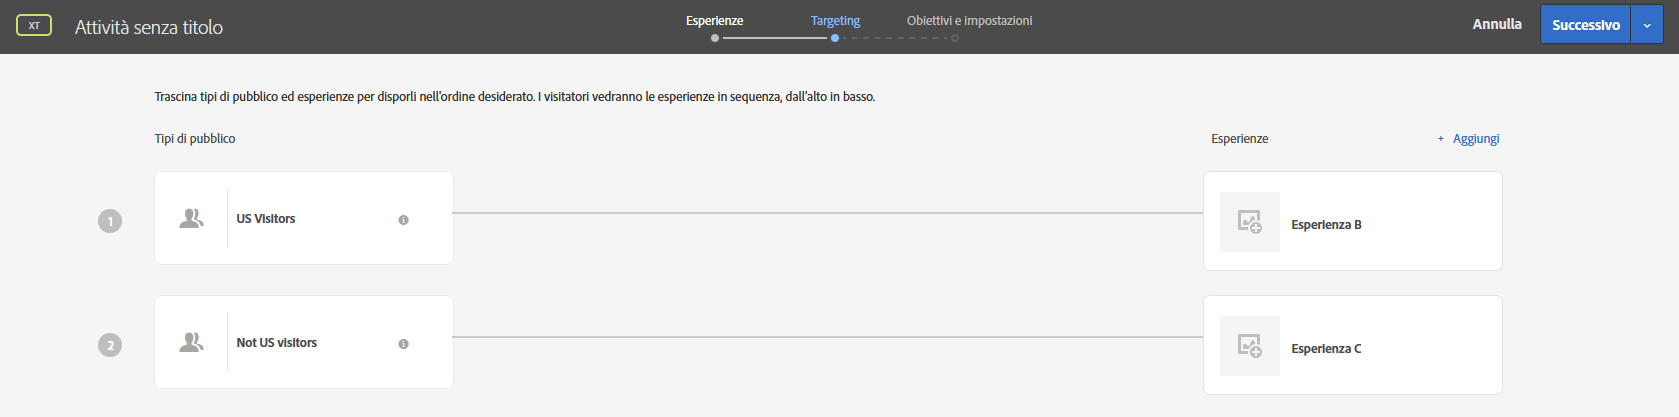 XT
Attività senza titolo
Esperienze
Targeting
Obiettivi e impostazioni
Annulla
Successivo
Trascina tipi di pubblico ed esperienze per disporli nell'ordine desiderato. I visitatori vedranno le esperienze in sequenza, dall'alto in basso.
Tipi di pubblico
Esperienze
+ Aggiungi
1
US Visitors
Esperienza B
2
Not US visitors
Esperienza C